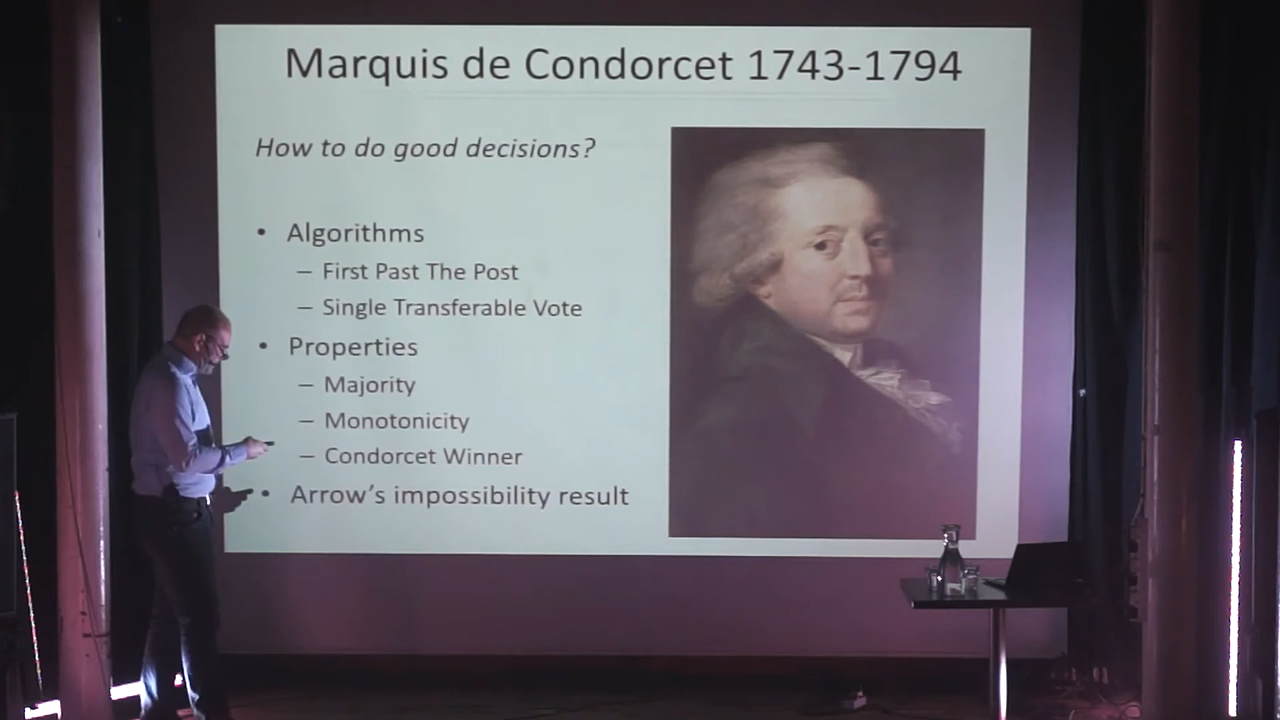 Marquis de Condorcet 1743-1794
How to do good decisions?
• Algorithms
– First Past The Post
– Single Transferable Vote
• Properties
– Majority
– Monotonicity
– Condorcet Winner
• Arrow's impossibility result